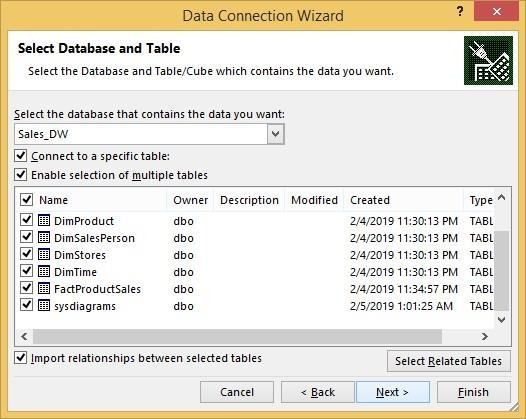 Data Connection Wizard
? ×
Select Database and Table
Select the Database and Table/Cube which contains the data you want.
Select the database that contains the data you want:
Sales_DW
Connect to a specific table:
Enable selection of multiple tables
Name Owner Description Modified Created Type
DimProduct dbo 2/4/2019 11:30:13 PM TABL
DimSalesPerson dbo 2/4/2019 11:30:13 PM TABL
DimStores dbo 2/4/2019 11:30:13 PM TABL
DimTime dbo 2/4/2019 11:30:13 PM TABL
FactProductSales dbo 2/4/2019 11:34:57 PM TABL
sysdiagrams dbo 2/5/2019 1:01:25 AM TABL
Import relationships between selected tables
Select Related Tables
Cancel < Back Next > Finish